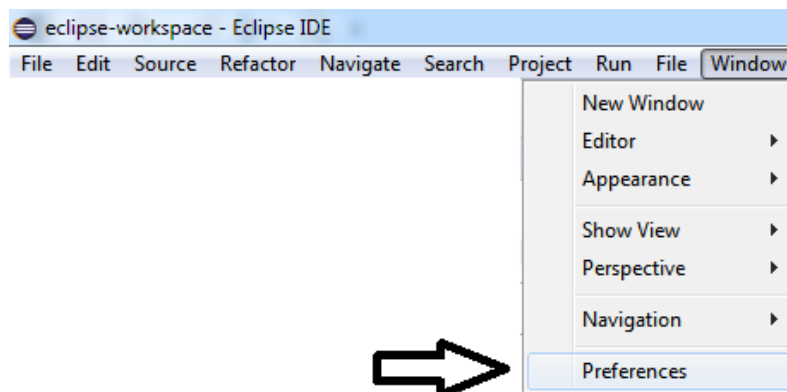 eclipse-workspace - Eclipse IDE
File Edit Source Refactor Navigate Search Project Run File Window
New Window
Editor
Appearance
Show View
Perspective
Navigation
Preferences